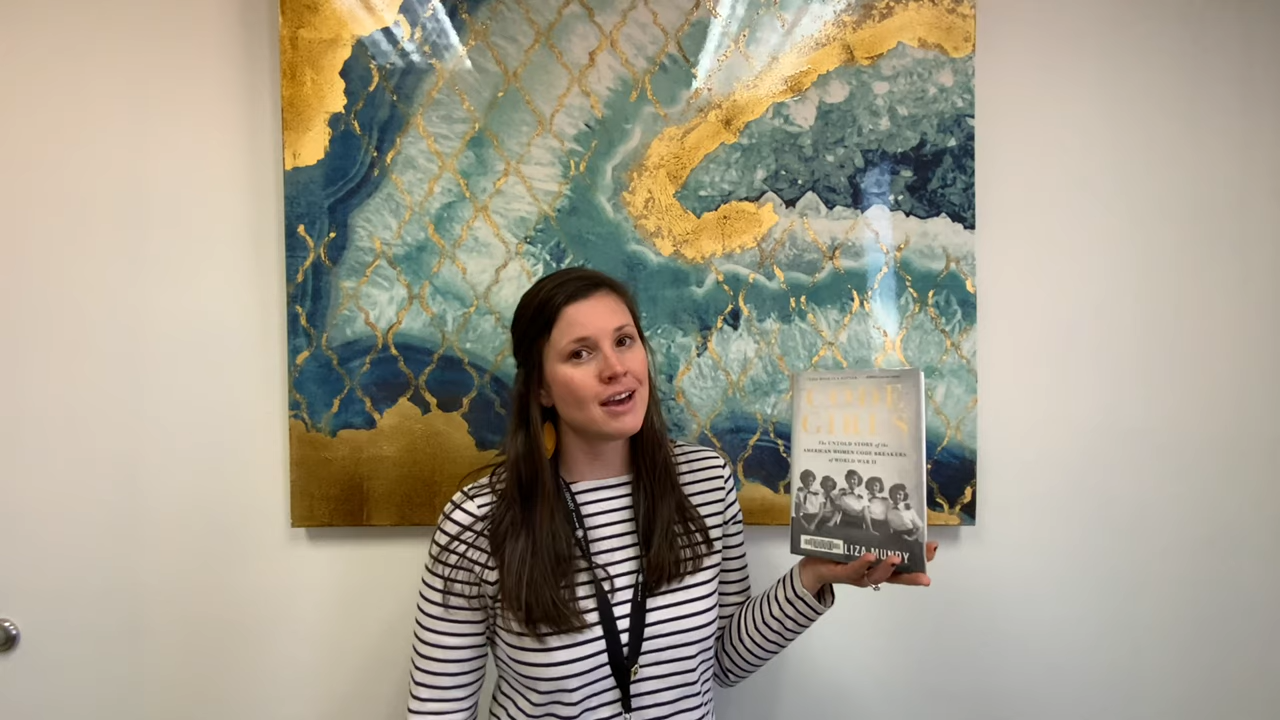 CODE
GIRLS
The UNTOLD STORY of the
AMERICAN WOMEN CODE BREAKERS
of WORLD WAR II
LIZA MUNDY